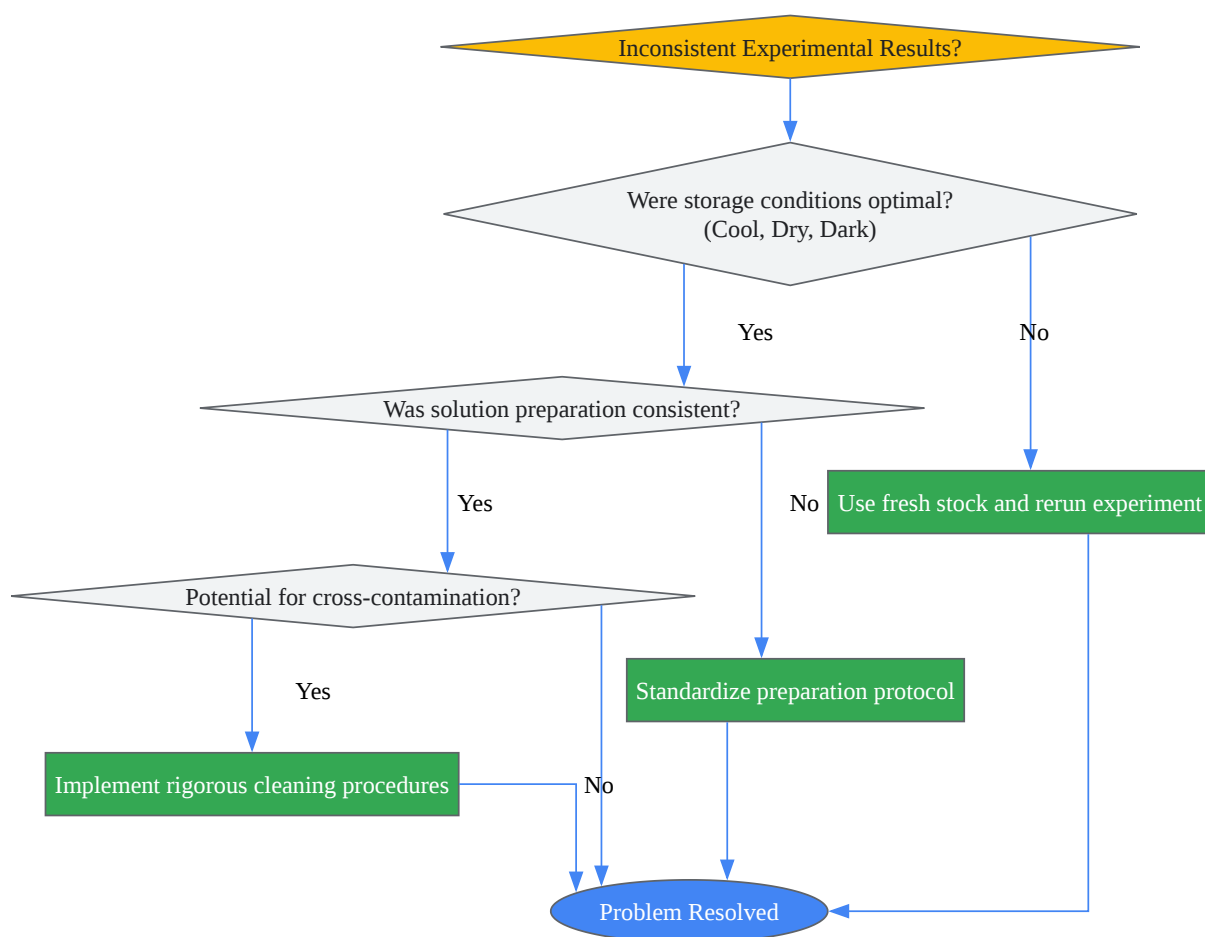 Inconsistent Experimental Results?
Were storage conditions optimal?
(Cool, Dry, Dark)
Yes
No
Was solution preparation consistent?
Yes
No
Use fresh stock and rerun experiment
Potential for cross-contamination?
Yes
Standardize preparation protocol
Implement rigorous cleaning procedures
No
Problem Resolved